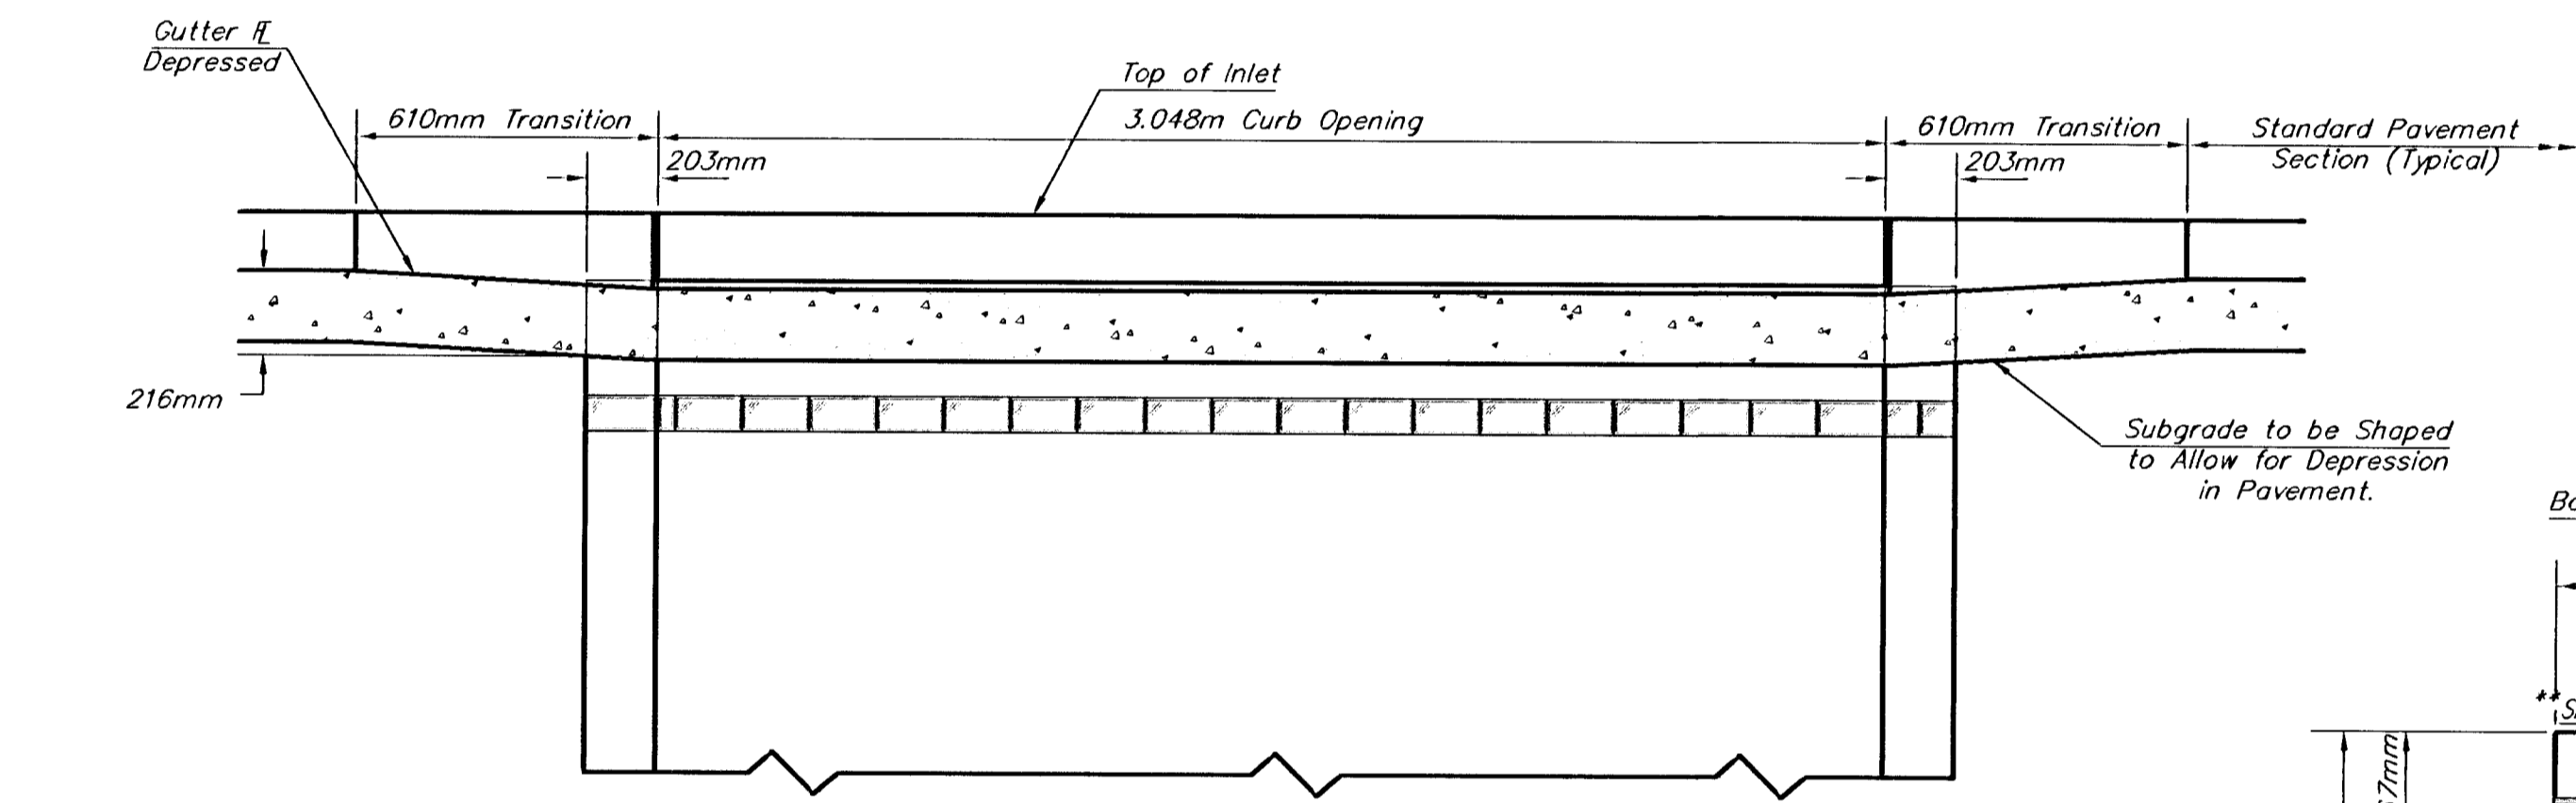 Gutter ⅊
Depressed
Top of Inlet
610mm Transition
3.048m Curb Opening
610mm Transition
Standard Pavement
Section (Typical)
203mm
203mm
216mm
Subgrade to be Shaped
to Allow for Depression
in Pavement.
**
7mm